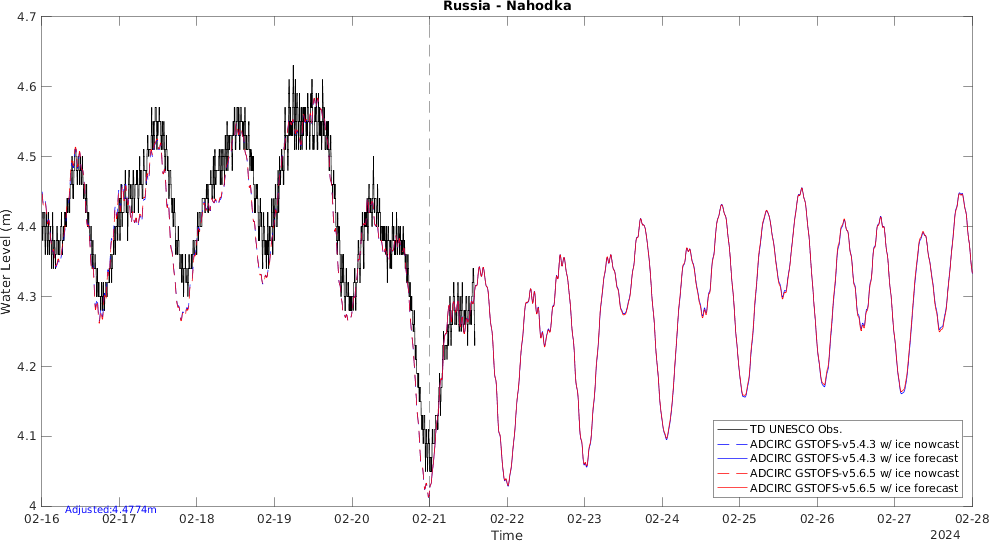 Russia - Nahodka
4.7
4.6
4.5
4.4
4.3
4.2
4.1
4
Water Level (m)
TD UNESCO Obs.
ADCIRC GSTOFS-v5.4.3 w/ ice nowcast
ADCIRC GSTOFS-v5.4.3 w/ ice forecast
ADCIRC GSTOFS-v5.6.5 w/ ice nowcast
ADCIRC GSTOFS-v5.6.5 w/ ice forecast
Adjusted:4.4774m
02-16 02-17 02-18 02-19 02-20 02-21 02-22 02-23 02-24 02-25 02-26 02-27 02-28
Time
2024